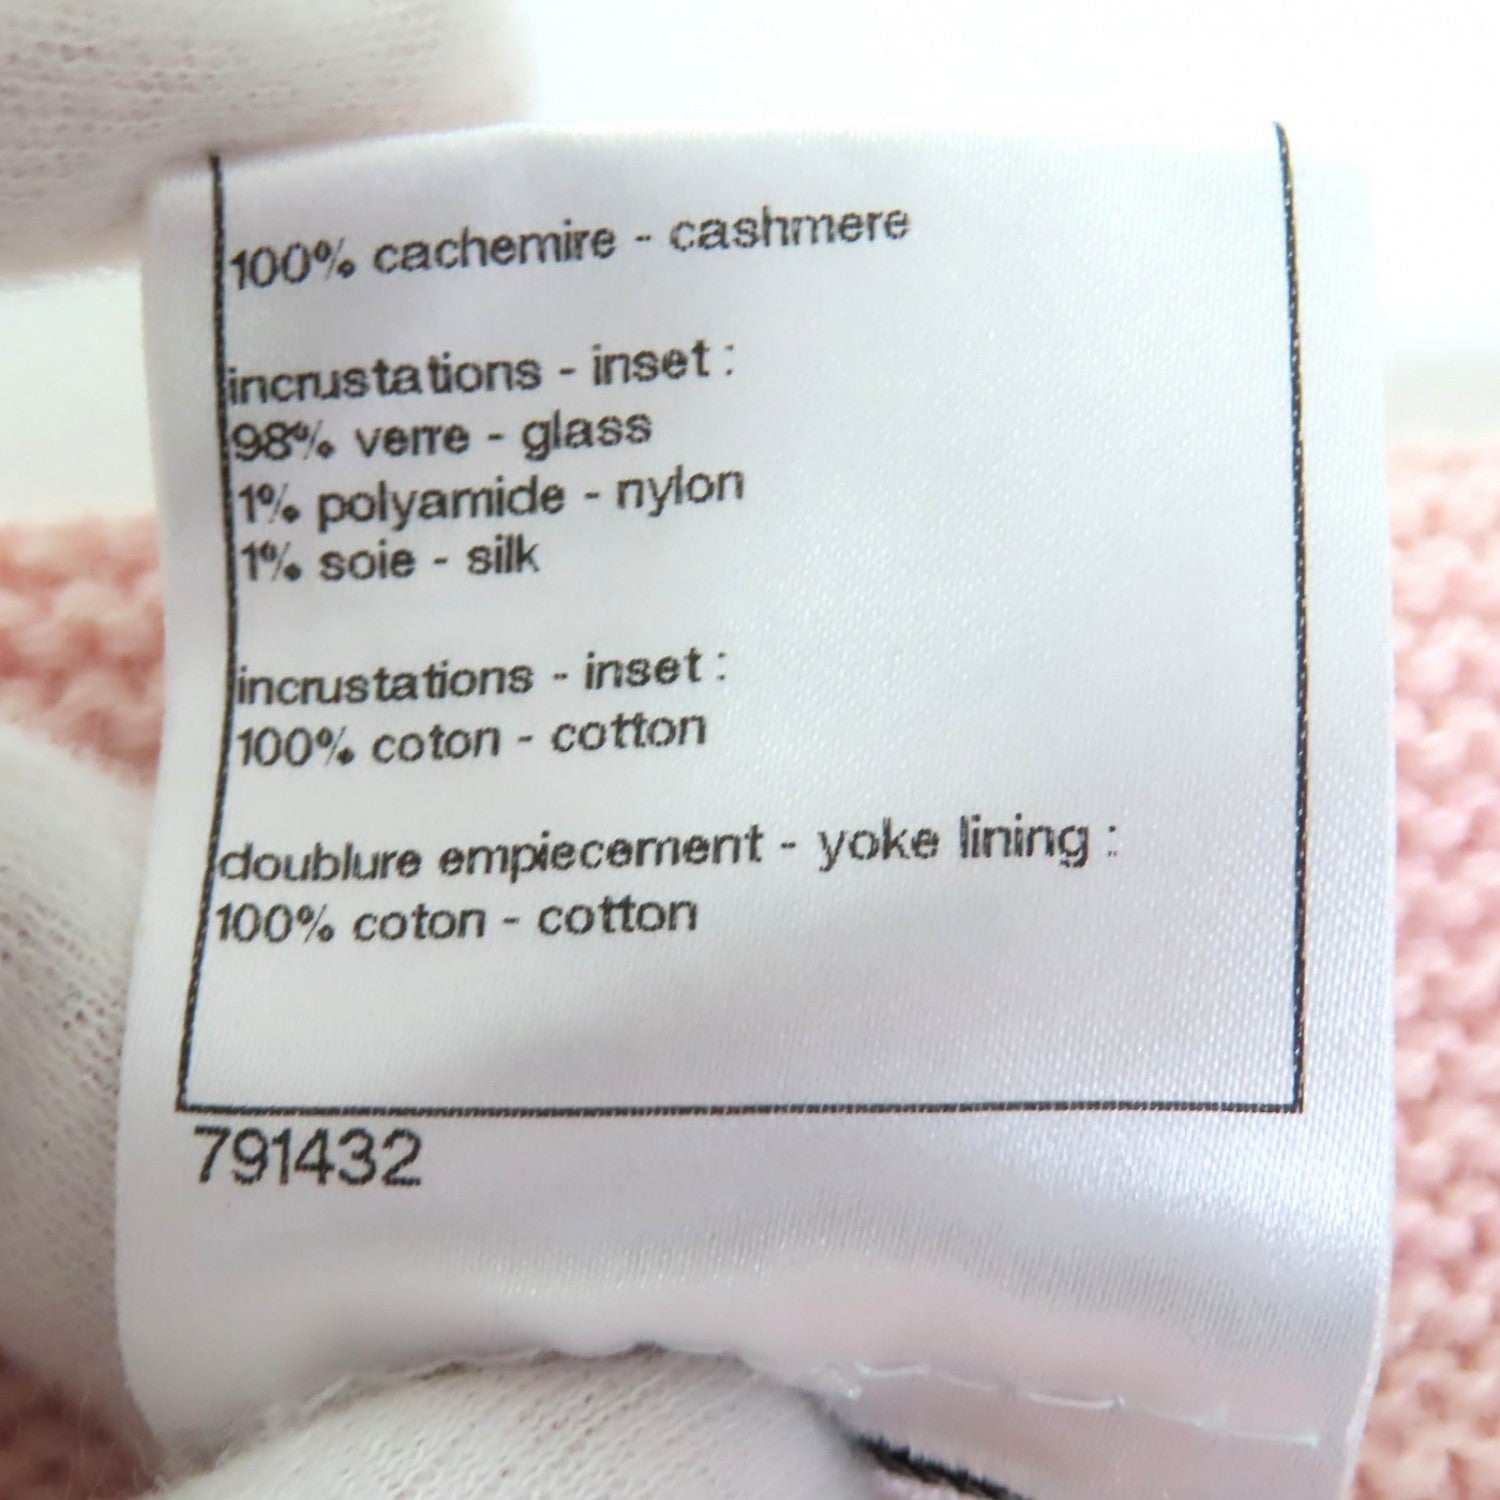 100% cachemire - cashmere
incrustations - inset :
98% verre - glass
1% polyamide - nylon
1% soie - silk
incrustations - inset :
100% coton - cotton
doublure empiecement - yoke lining :
100% coton - cotton
791432